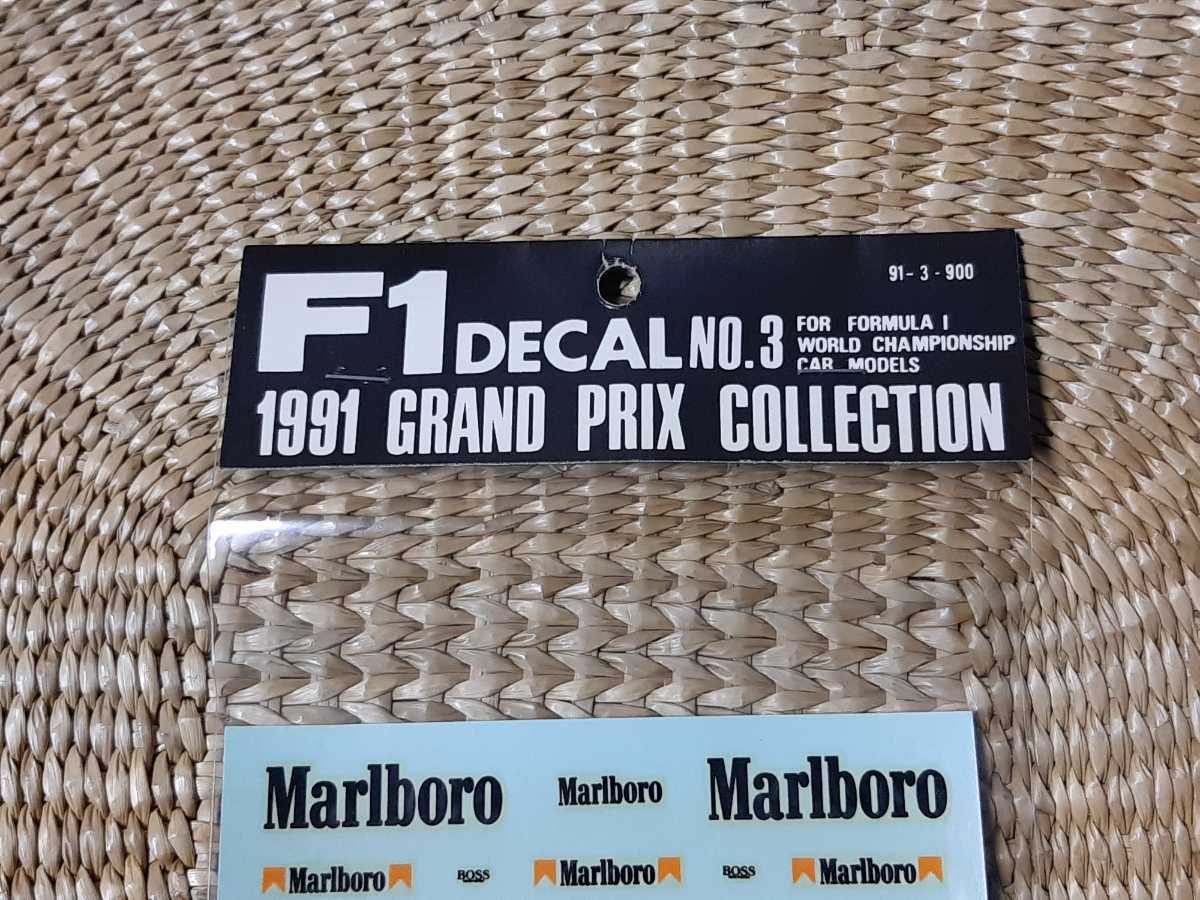 91-3-900
F1 DECAL NO.3
FOR FORMULA I
WORLD CHAMPIONSHIP
CAR MODELS
1991 GRAND PRIX COLLECTION
Marlboro Marlboro Marlboro
Marlboro BOSS Marlboro BOSS Marlboro